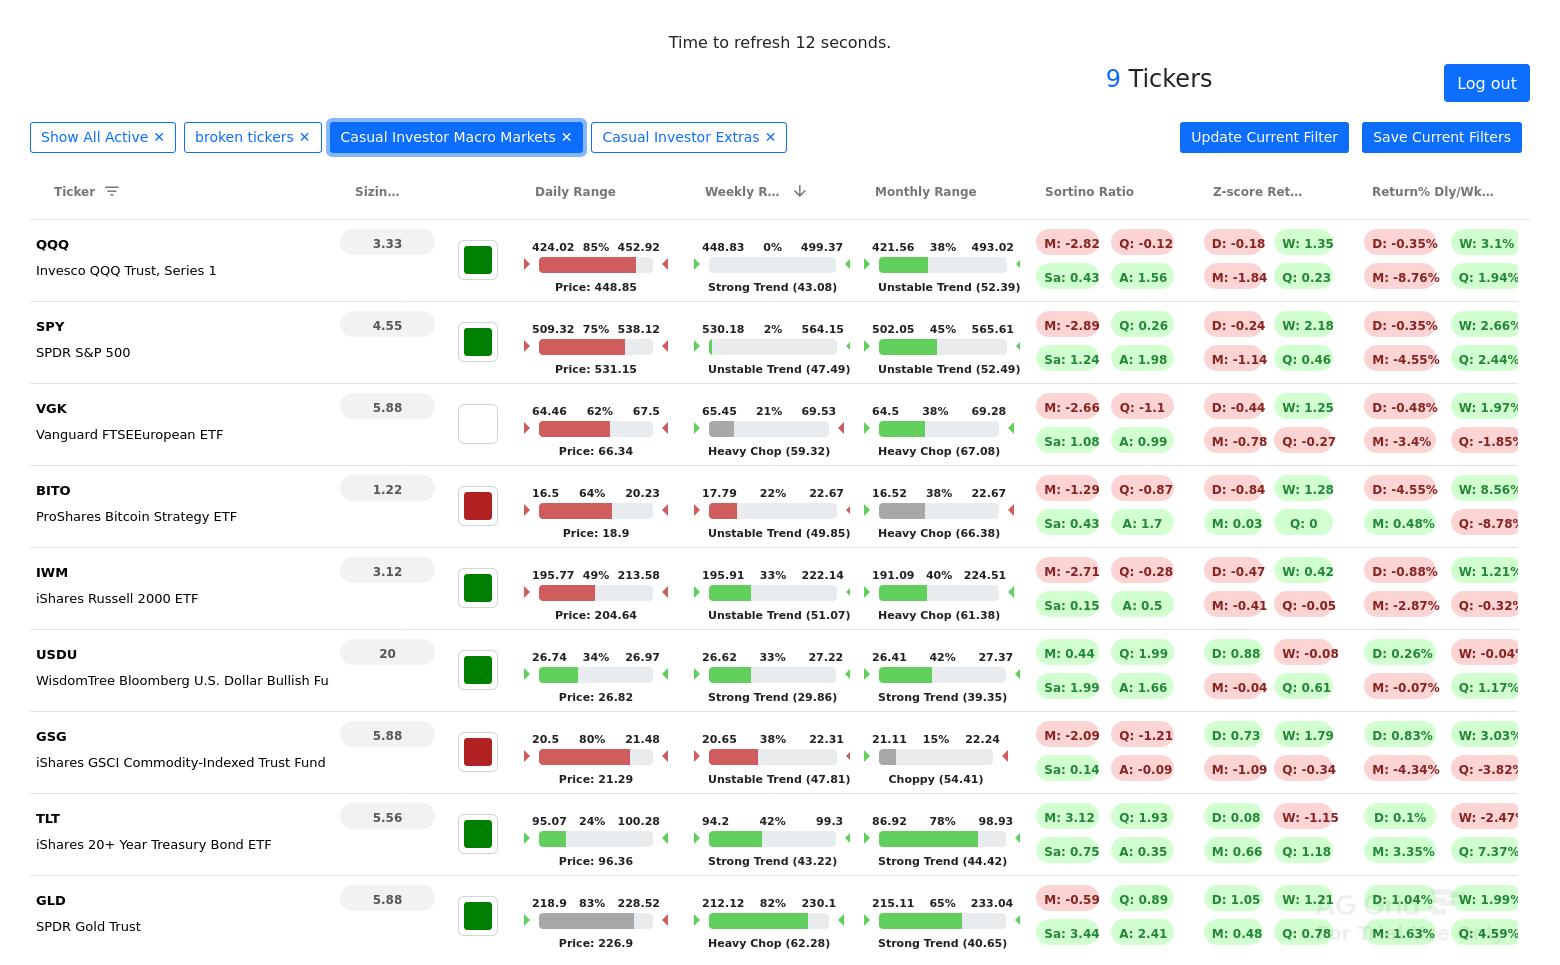 Time to refresh 12 seconds.
9 Tickers
Log out
Show All Active ✕ broken tickers ✕ Casual Investor Macro Markets ✕ Casual Investor Extras ✕ Update Current Filter Save Current Filters
Ticker Sizin... Daily Range Weekly R... Monthly Range Sortino Ratio Z-score Ret... Return% Dly/Wk...
QQQ 3.33 424.02 85% 452.92 448.83 0% 499.37 421.56 38% 493.02 M: -2.82 Q: -0.12 D: -0.18 W: 1.35 D: -0.35% W: 3.1%
Invesco QQQ Trust, Series 1 Price: 448.85 Strong Trend (43.08) Unstable Trend (52.39) Sa: 0.43 A: 1.56 M: -1.84 Q: 0.23 M: -8.76% Q: 1.94%
SPY 4.55 509.32 75% 538.12 530.18 2% 564.15 502.05 45% 565.61 M: -2.89 Q: 0.26 D: -0.24 W: 2.18 D: -0.35% W: 2.66%
SPDR S&P 500 Price: 531.15 Unstable Trend (47.49) Unstable Trend (52.49) Sa: 1.24 A: 1.98 M: -1.14 Q: 0.46 M: -4.55% Q: 2.44%
VGK 5.88 64.46 62% 67.5 65.45 21% 69.53 64.5 38% 69.28 M: -2.66 Q: -1.1 D: -0.44 W: 1.25 D: -0.48% W: 1.97%
Vanguard FTSEEuropean ETF Price: 66.34 Heavy Chop (59.32) Heavy Chop (67.08) Sa: 1.08 A: 0.99 M: -0.78 Q: -0.27 M: -3.4% Q: -1.85%
BITO 1.22 16.5 64% 20.23 17.79 22% 22.67 16.52 38% 22.67 M: -1.29 Q: -0.87 D: -0.84 W: 1.28 D: -4.55% W: 8.56%
ProShares Bitcoin Strategy ETF Price: 18.9 Unstable Trend (49.85) Heavy Chop (66.38) Sa: 0.43 A: 1.7 M: 0.03 Q: 0 M: 0.48% Q: -8.78%
IWM 3.12 195.77 49% 213.58 195.91 33% 222.14 191.09 40% 224.51 M: -2.71 Q: -0.28 D: -0.47 W: 0.42 D: -0.88% W: 1.21%
iShares Russell 2000 ETF Price: 204.64 Unstable Trend (51.07) Heavy Chop (61.38) Sa: 0.15 A: 0.5 M: -0.41 Q: -0.05 M: -2.87% Q: -0.32%
USDU 20 26.74 34% 26.97 26.62 33% 27.22 26.41 42% 27.37 M: 0.44 Q: 1.99 D: 0.88 W: -0.08 D: 0.26% W: -0.04%
WisdomTree Bloomberg U.S. Dollar Bullish Fu Price: 26.82 Strong Trend (29.86) Strong Trend (39.35) Sa: 1.99 A: 1.66 M: -0.04 Q: 0.61 M: -0.07% Q: 1.17%
GSG 5.88 20.5 80% 21.48 20.65 38% 22.31 21.11 15% 22.24 M: -2.09 Q: -1.21 D: 0.73 W: 1.79 D: 0.83% W: 3.03%
iShares GSCI Commodity-Indexed Trust Fund Price: 21.29 Unstable Trend (47.81) Choppy (54.41) Sa: 0.14 A: -0.09 M: -1.09 Q: -0.34 M: -4.34% Q: -3.82%
TLT 5.56 95.07 24% 100.28 94.2 42% 99.3 86.92 78% 98.93 M: 3.12 Q: 1.93 D: 0.08 W: -1.15 D: 0.1% W: -2.47%
iShares 20+ Year Treasury Bond ETF Price: 96.36 Strong Trend (43.22) Strong Trend (44.42) Sa: 0.75 A: 0.35 M: 0.66 Q: 1.18 M: 3.35% Q: 7.37%
GLD 5.88 218.9 83% 228.52 212.12 82% 230.1 215.11 65% 233.04 M: -0.59 Q: 0.89 D: 1.05 W: 1.21 D: 1.04% W: 1.99%
SPDR Gold Trust Price: 226.9 Heavy Chop (62.28) Strong Trend (40.65) Sa: 3.44 A: 2.41 M: 0.48 Q: 0.78 M: 1.63% Q: 4.59%